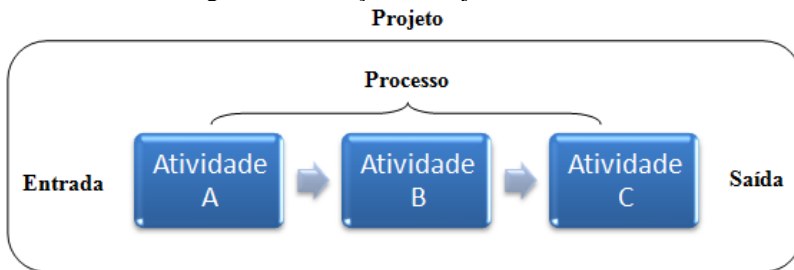 Projeto
Processo
Entrada
Atividade
A
Atividade
B
Atividade
C
Saída